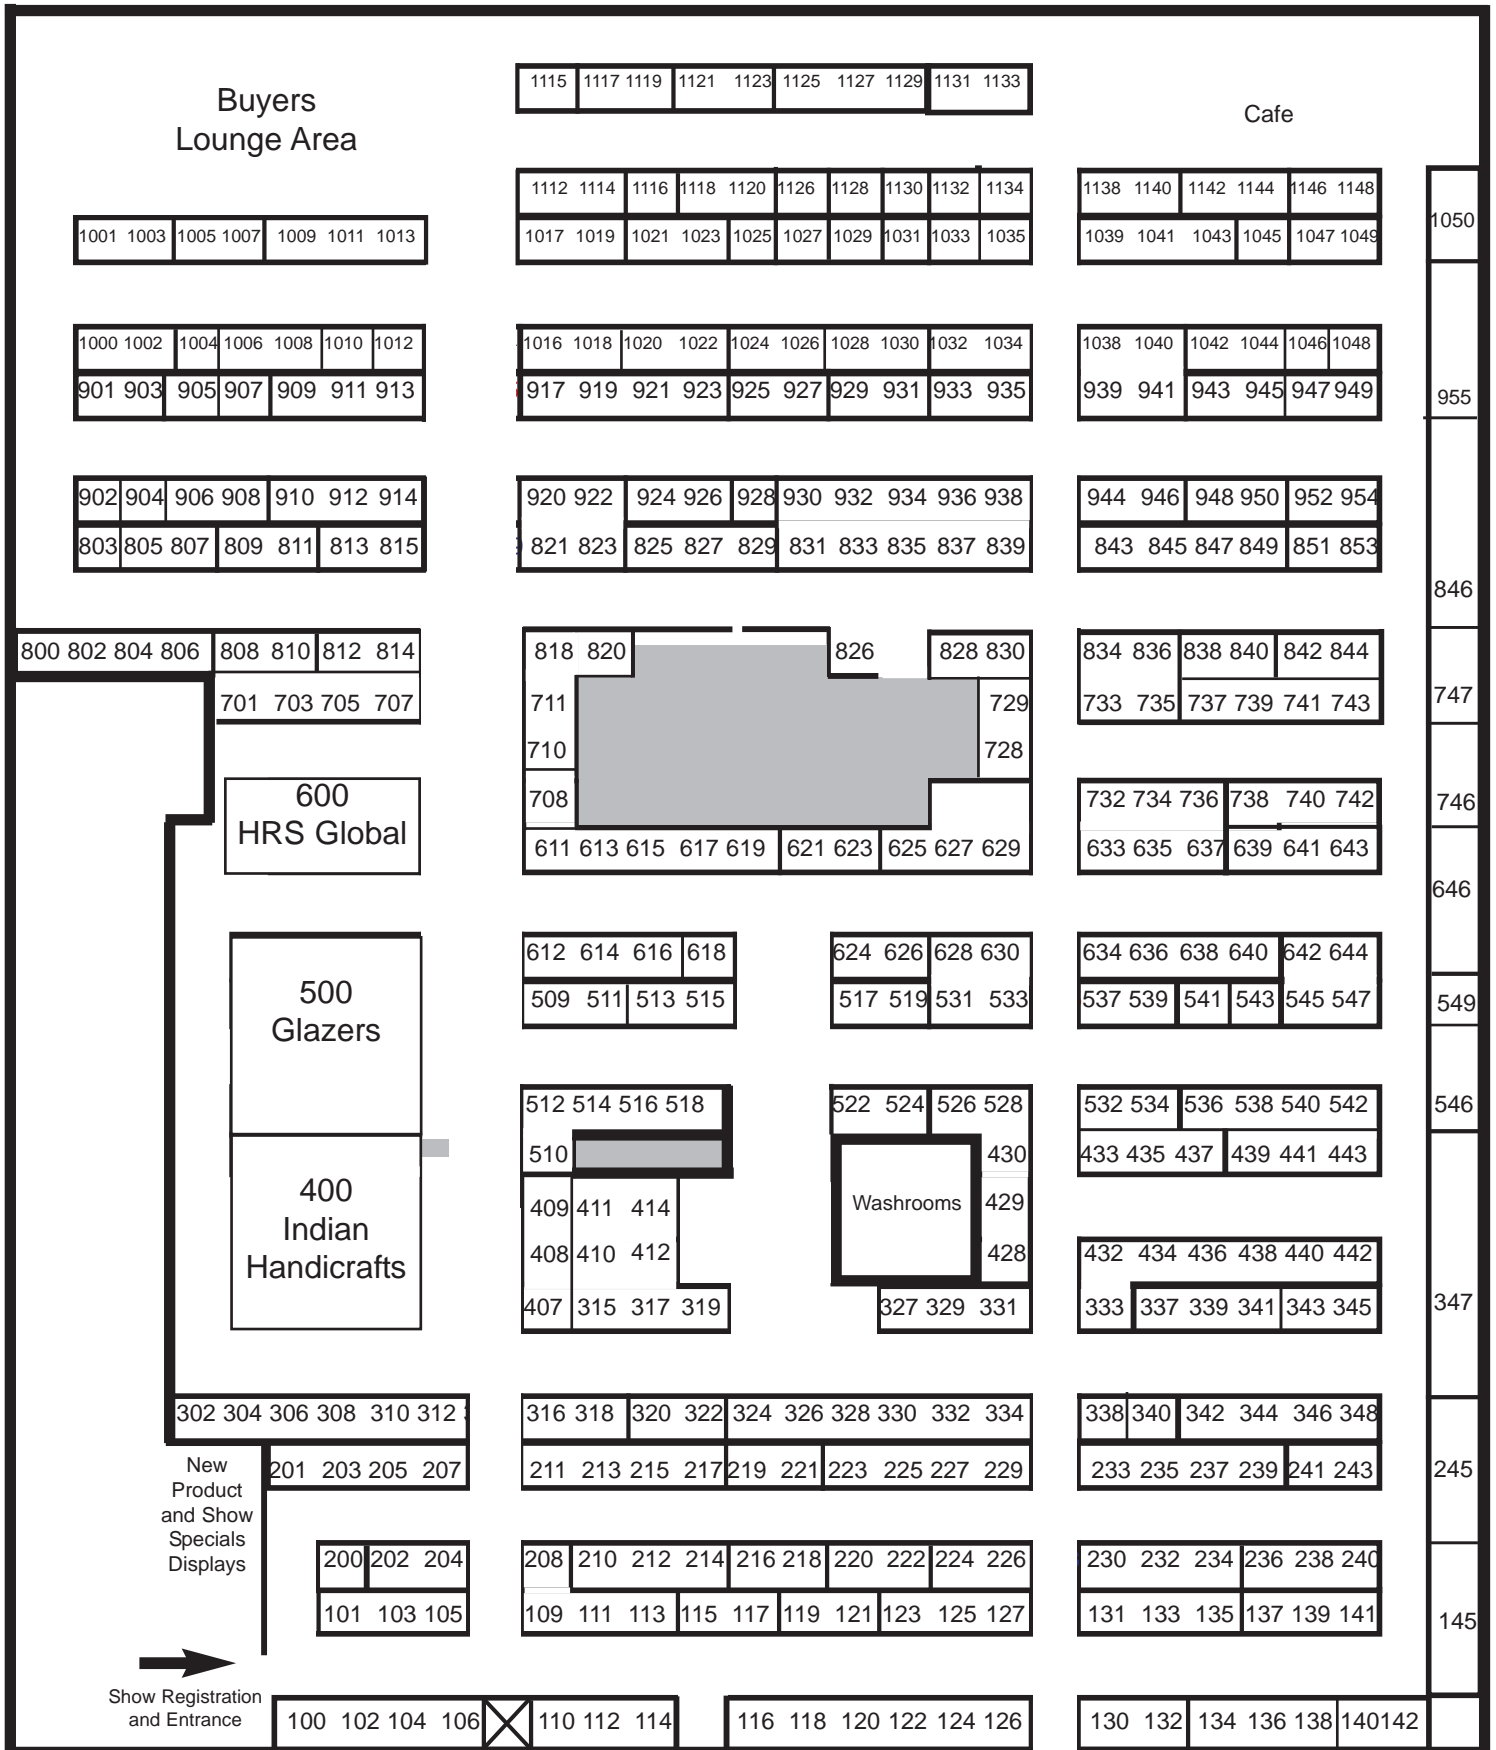 1115 1117 1119 1121 1123 1125 1127 1129 1131 1133
Buyers
Lounge Area
Cafe
1112 1114 1116 1118 1120 1126 1128 1130 1132 1134
1138 1140 1142 1144 1146 1148
1050
1001 1003 1005 1007 1009 1011 1013
1017 1019 1021 1023 1025 1027 1029 1031 1033 1035
1039 1041 1043 1045 1047 1049
1000 1002 1004 1006 1008 1010 1012
1016 1018 1020 1022 1024 1026 1028 1030 1032 1034
1038 1040 1042 1044 1046 1048
901 903 905 907 909 911 913
917 919 921 923 925 927 929 931 933 935
939 941 943 945 947 949
955
902 904 906 908 910 912 914
920 922 924 926 928 930 932 934 936 938
944 946 948 950 952 954
803 805 807 809 811 813 815
821 823 825 827 829 831 833 835 837 839
843 845 847 849 851 853
846
800 802 804 806 808 810 812 814
818 820 826 828 830
834 836 838 840 842 844
701 703 705 707
711 729
733 735 737 739 741 743
747
710 728
600
HRS Global
708
732 734 736 738 740 742
746
611 613 615 617 619 621 623 625 627 629
633 635 637 639 641 643
646
612 614 616 618 624 626 628 630
634 636 638 640 642 644
500
Glazers
509 511 513 515 517 519 531 533
537 539 541 543 545 547
549
512 514 516 518 522 524 526 528
532 534 536 538 540 542
546
510 430
433 435 437 439 441 443
400
Indian
Handicrafts
409 411 414
Washrooms
429
408 410 412 428
432 434 436 438 440 442
407 315 317 319 327 329 331
333 337 339 341 343 345
347
302 304 306 308 310 312
316 318 320 322 324 326 328 330 332 334
338 340 342 344 346 348
New
Product
and Show
Specials
Displays
201 203 205 207
211 213 215 217 219 221 223 225 227 229
233 235 237 239 241 243
245
200 202 204
208 210 212 214 216 218 220 222 224 226
230 232 234 236 238 240
101 103 105
109 111 113 115 117 119 121 123 125 127
131 133 135 137 139 141
145
Show Registration
and Entrance
100 102 104 106 110 112 114
116 118 120 122 124 126
130 132 134 136 138 140 142